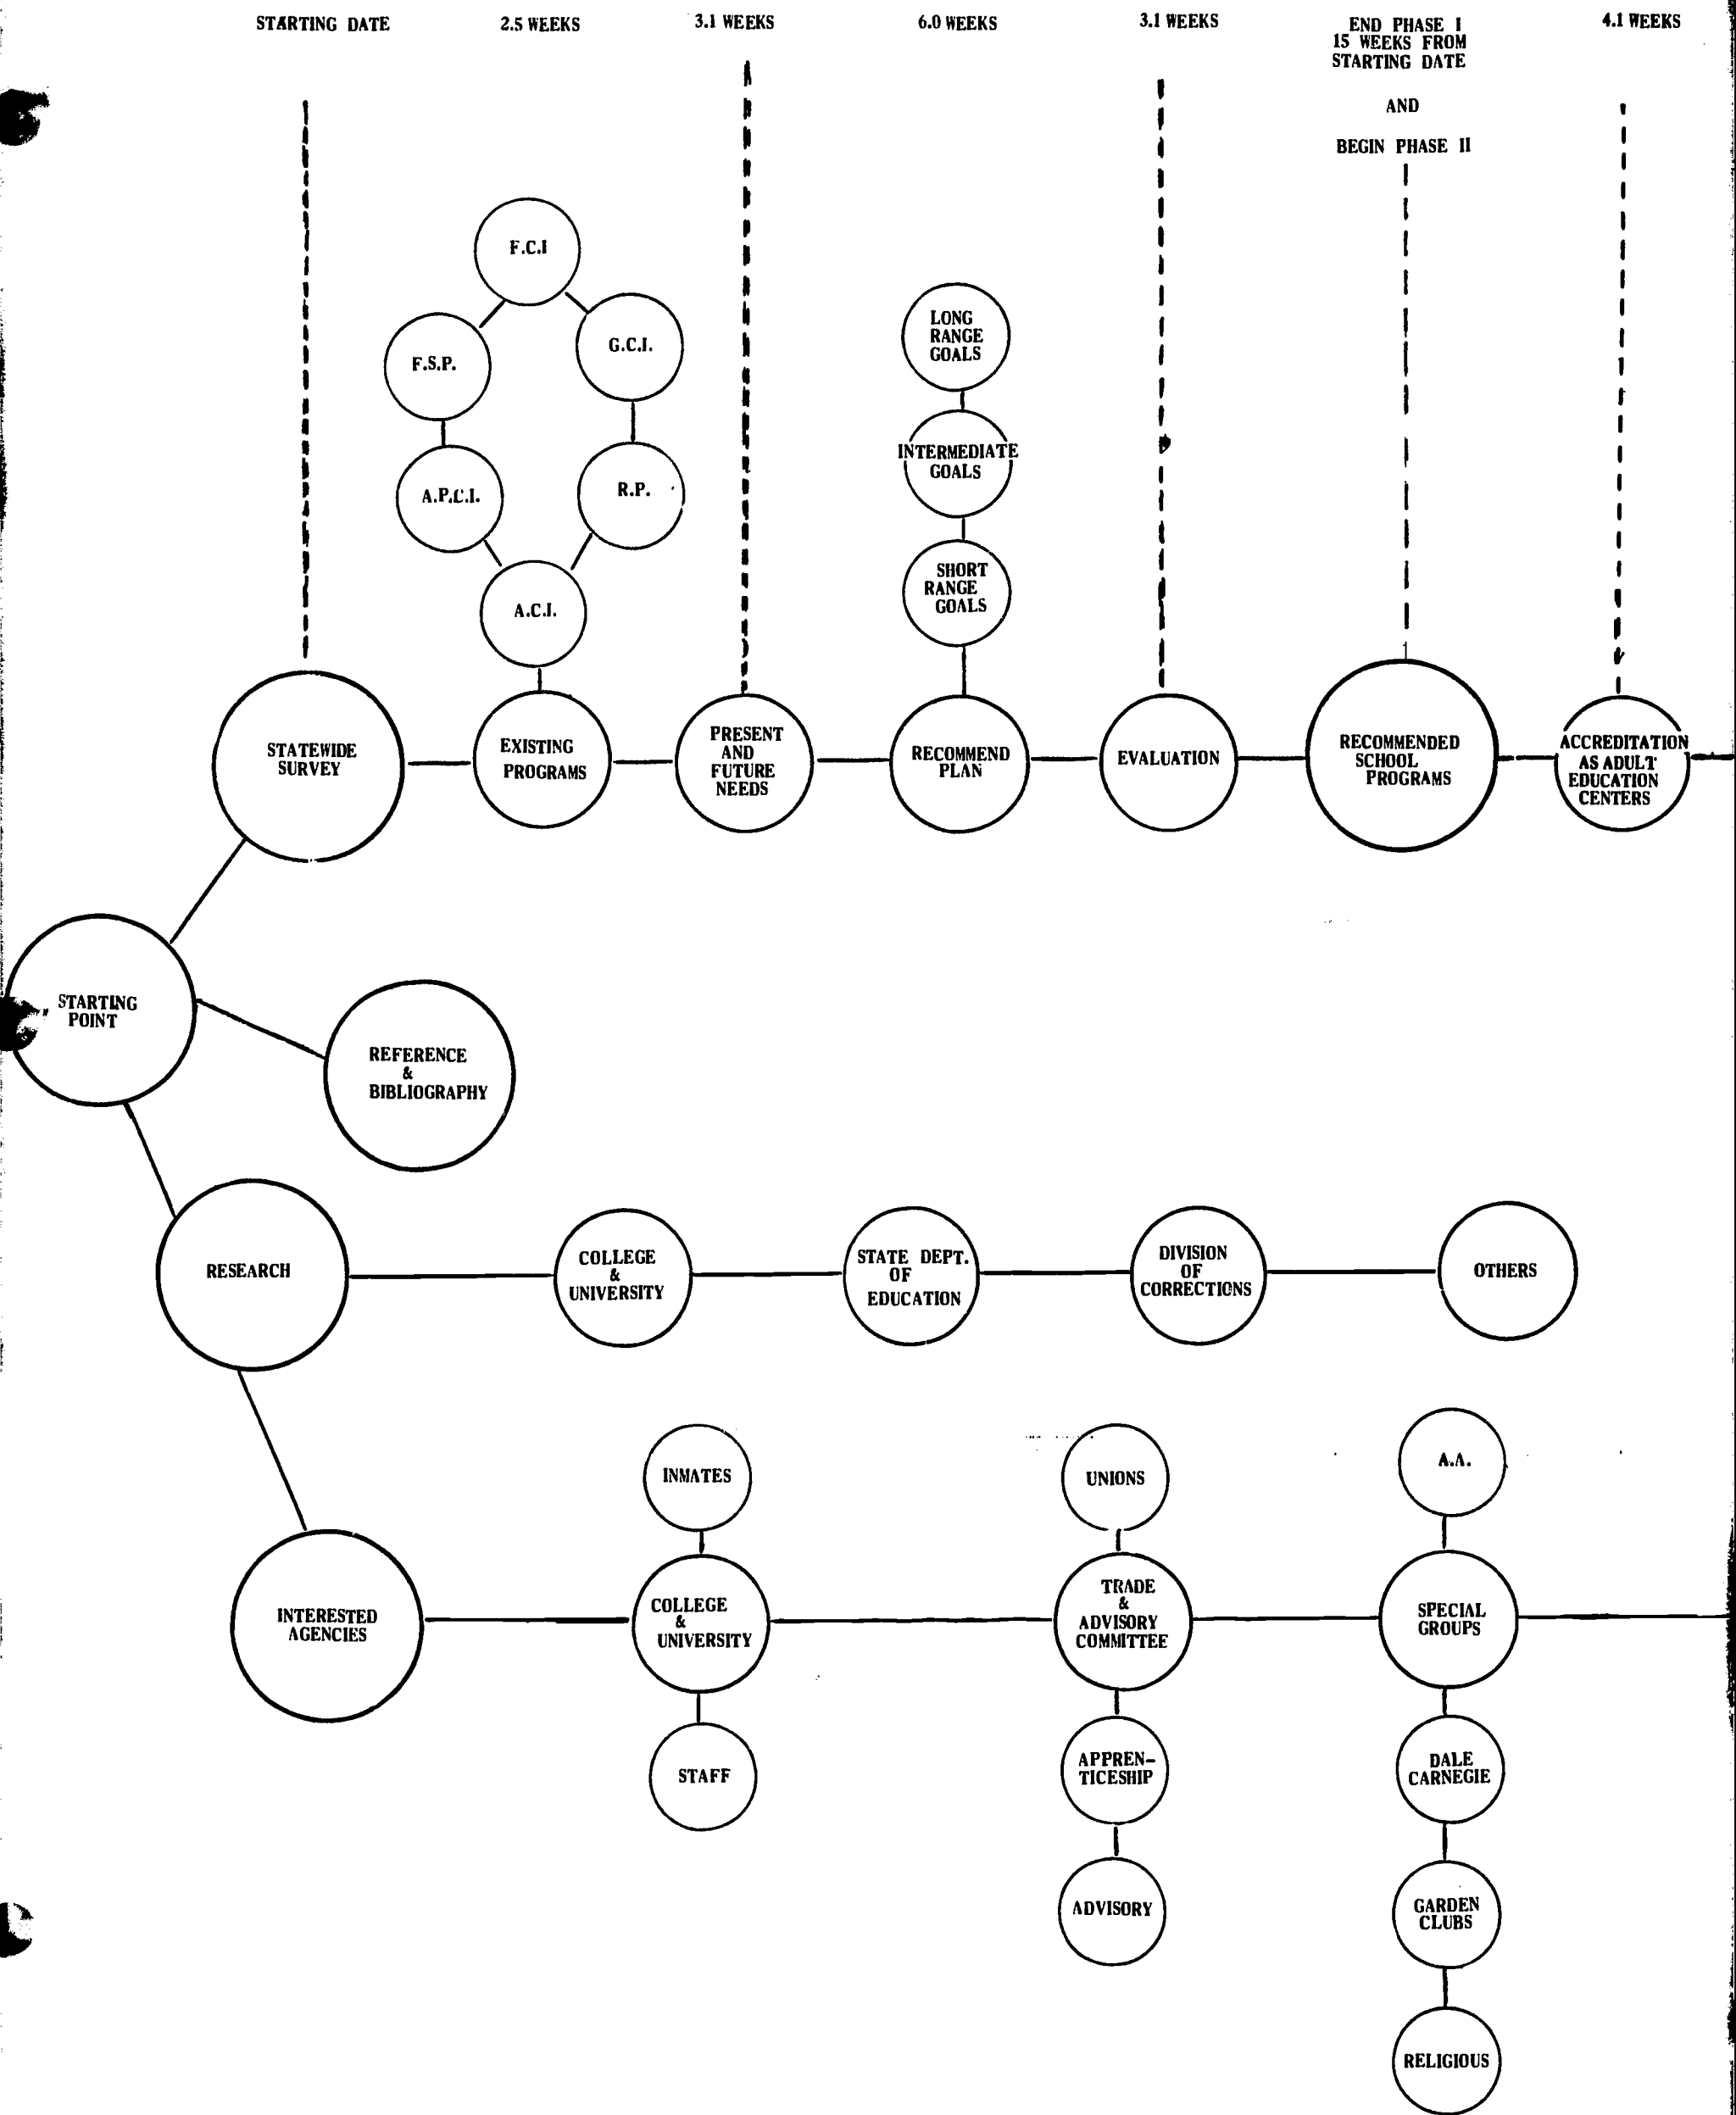 STARTING DATE
2.5 WEEKS
3.1 WEEKS
6.0 WEEKS
3.1 WEEKS
END PHASE I
15 WEEKS FROM
STARTING DATE
AND
BEGIN PHASE II
4.1 WEEKS
F.C.I
F.S.P.
G.C.I.
A.P.C.I.
R.P.
A.C.I.
LONG
RANGE
GOALS
INTERMEDIATE
GOALS
SHORT
RANGE
GOALS
STATEWIDE
SURVEY
EXISTING
PROGRAMS
PRESENT
AND
FUTURE
NEEDS
RECOMMEND
PLAN
EVALUATION
RECOMMENDED
SCHOOL
PROGRAMS
ACCREDITATION
AS ADULT
EDUCATION
CENTERS
STARTING
POINT
REFERENCE
&
BIBLIOGRAPHY
RESEARCH
COLLEGE
&
UNIVERSITY
STATE DEPT.
OF
EDUCATION
DIVISION
OF
CORRECTIONS
OTHERS
INMATES
UNIONS
A.A.
INTERESTED
AGENCIES
COLLEGE
&
UNIVERSITY
TRADE
&
ADVISORY
COMMITTEE
SPECIAL
GROUPS
STAFF
APPREN-
TICESHIP
DALE
CARNEGIE
ADVISORY
GARDEN
CLUBS
RELIGIOUS